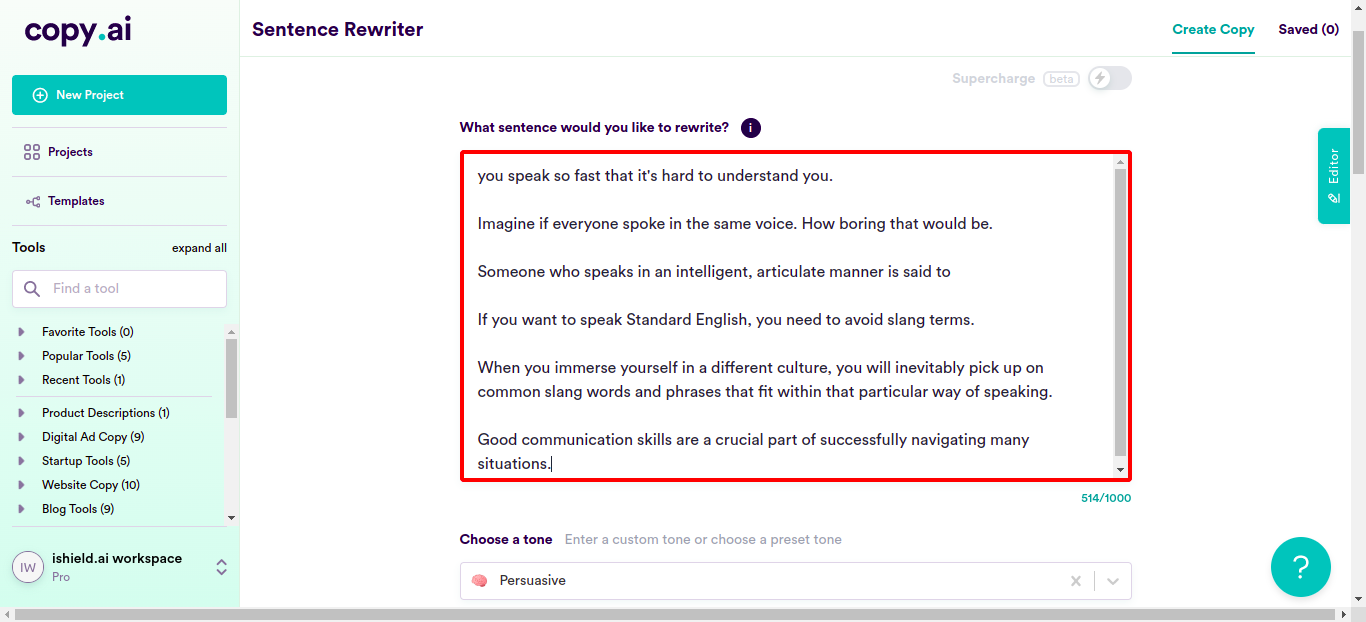 copy.ai
Sentence Rewriter
Create Copy
Saved (0)
New Project
Projects
Templates
Tools
expand all
Find a tool
Favorite Tools (0)
Popular Tools (5)
Recent Tools (1)
Product Descriptions (1)
Digital Ad Copy (9)
Startup Tools (5)
Website Copy (10)
Blog Tools (9)
IW
ishield.ai workspace
Pro
Supercharge beta
What sentence would you like to rewrite? i
you speak so fast that it's hard to understand you.
Imagine if everyone spoke in the same voice. How boring that would be.
Someone who speaks in an intelligent, articulate manner is said to
If you want to speak Standard English, you need to avoid slang terms.
When you immerse yourself in a different culture, you will inevitably pick up on
common slang words and phrases that fit within that particular way of speaking.
Good communication skills are a crucial part of successfully navigating many
situations.
514/1000
Choose a tone Enter a custom tone or choose a preset tone
Persuasive
Editor
?